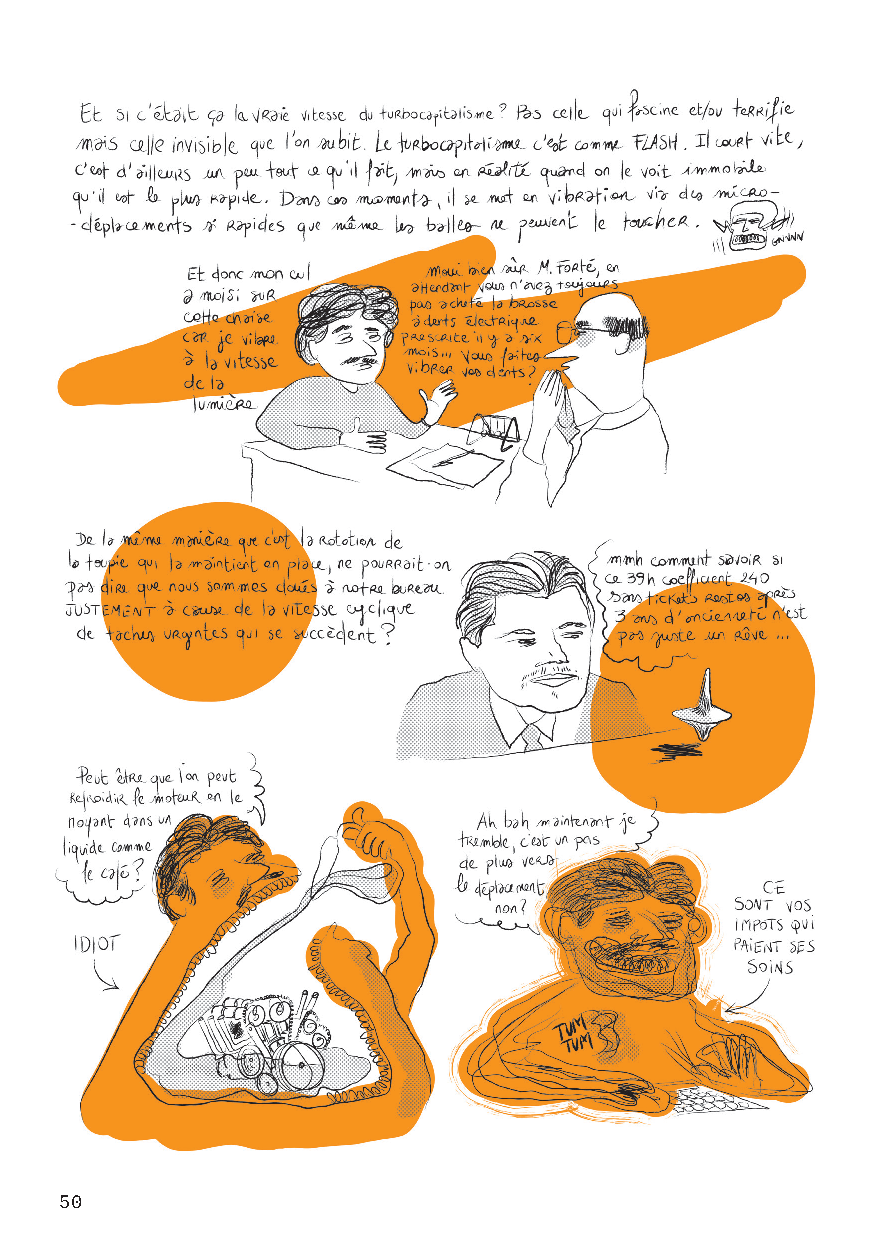 Et si c'était ça la vraie vitesse du turbocapitalisme ? Pas celle qui fascine et/ou terrifie
mais celle invisible que l'on subit. Le turbocapitalisme c'est comme FLASH. Il court vite,
c'est d'ailleurs un peu tout ce qu'il fait, mais en réalité quand on le voit immobile
qu'il est le plus rapide. Dans ces moments, il se met en vibration via des micro-
-déplacements si rapides que même les balles ne peuvent le toucher.
GNVNVN
Et donc mon cul
a moisi sur
cette chaise
car je vibre
à la vitesse
de la
lumière
Moui bien sûr M. Forté, en
attendant vous n'avez toujours
pas acheté la brosse
à dents électrique
prescrite il y a six
mois... Vous faites
vibrer vos dents ?
De la même manière que c'est la rotation de
la toupie qui la maintient en place, ne pourrait-on
pas dire que nous sommes cloués à notre bureau
JUSTEMENT à cause de la vitesse cyclique
de taches urgentes qui se succèdent ?
mmh comment savoir si
ce 39h coefficient 240
sans tickets restos après
3 ans d'ancienneté n'est
pas juste un rêve ...
Peut être que l'on peut
refroidir le moteur en le
noyant dans un
liquide comme
le café ?
IDIOT
Ah bah maintenant je
tremble, c'est un pas
de plus vers
le déplacement
non ?
CE
SONT VOS
IMPOTS QUI
PAIENT SES
SOINS
TUM
TUM
50